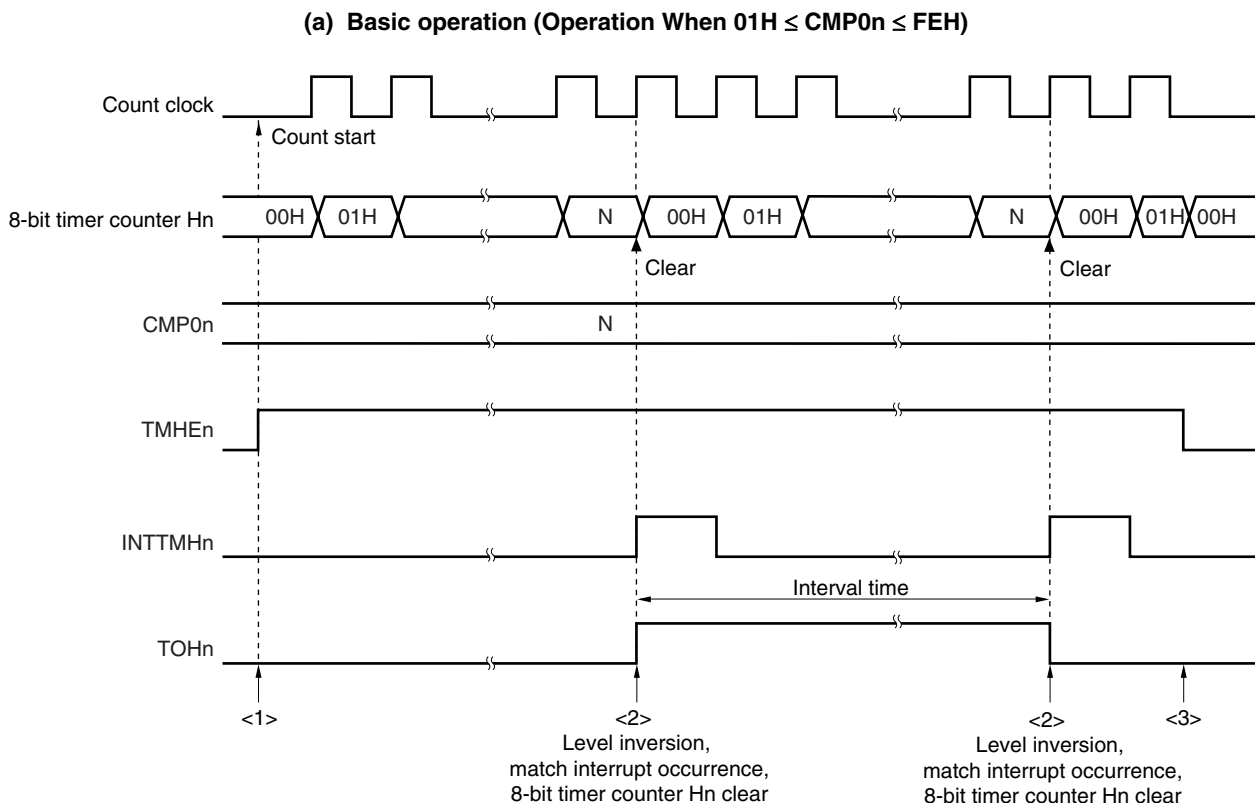 (a) Basic operation (Operation When 01H ≤ CMP0n ≤ FEH)
Count clock
Count start
8-bit timer counter Hn
00H 01H N 00H 01H N 00H 01H 00H
Clear Clear
CMP0n
N
TMHEn
INTTMHn
Interval time
TOHn
<1> <2> <2> <3>
Level inversion,
match interrupt occurrence,
8-bit timer counter Hn clear
Level inversion,
match interrupt occurrence,
8-bit timer counter Hn clear